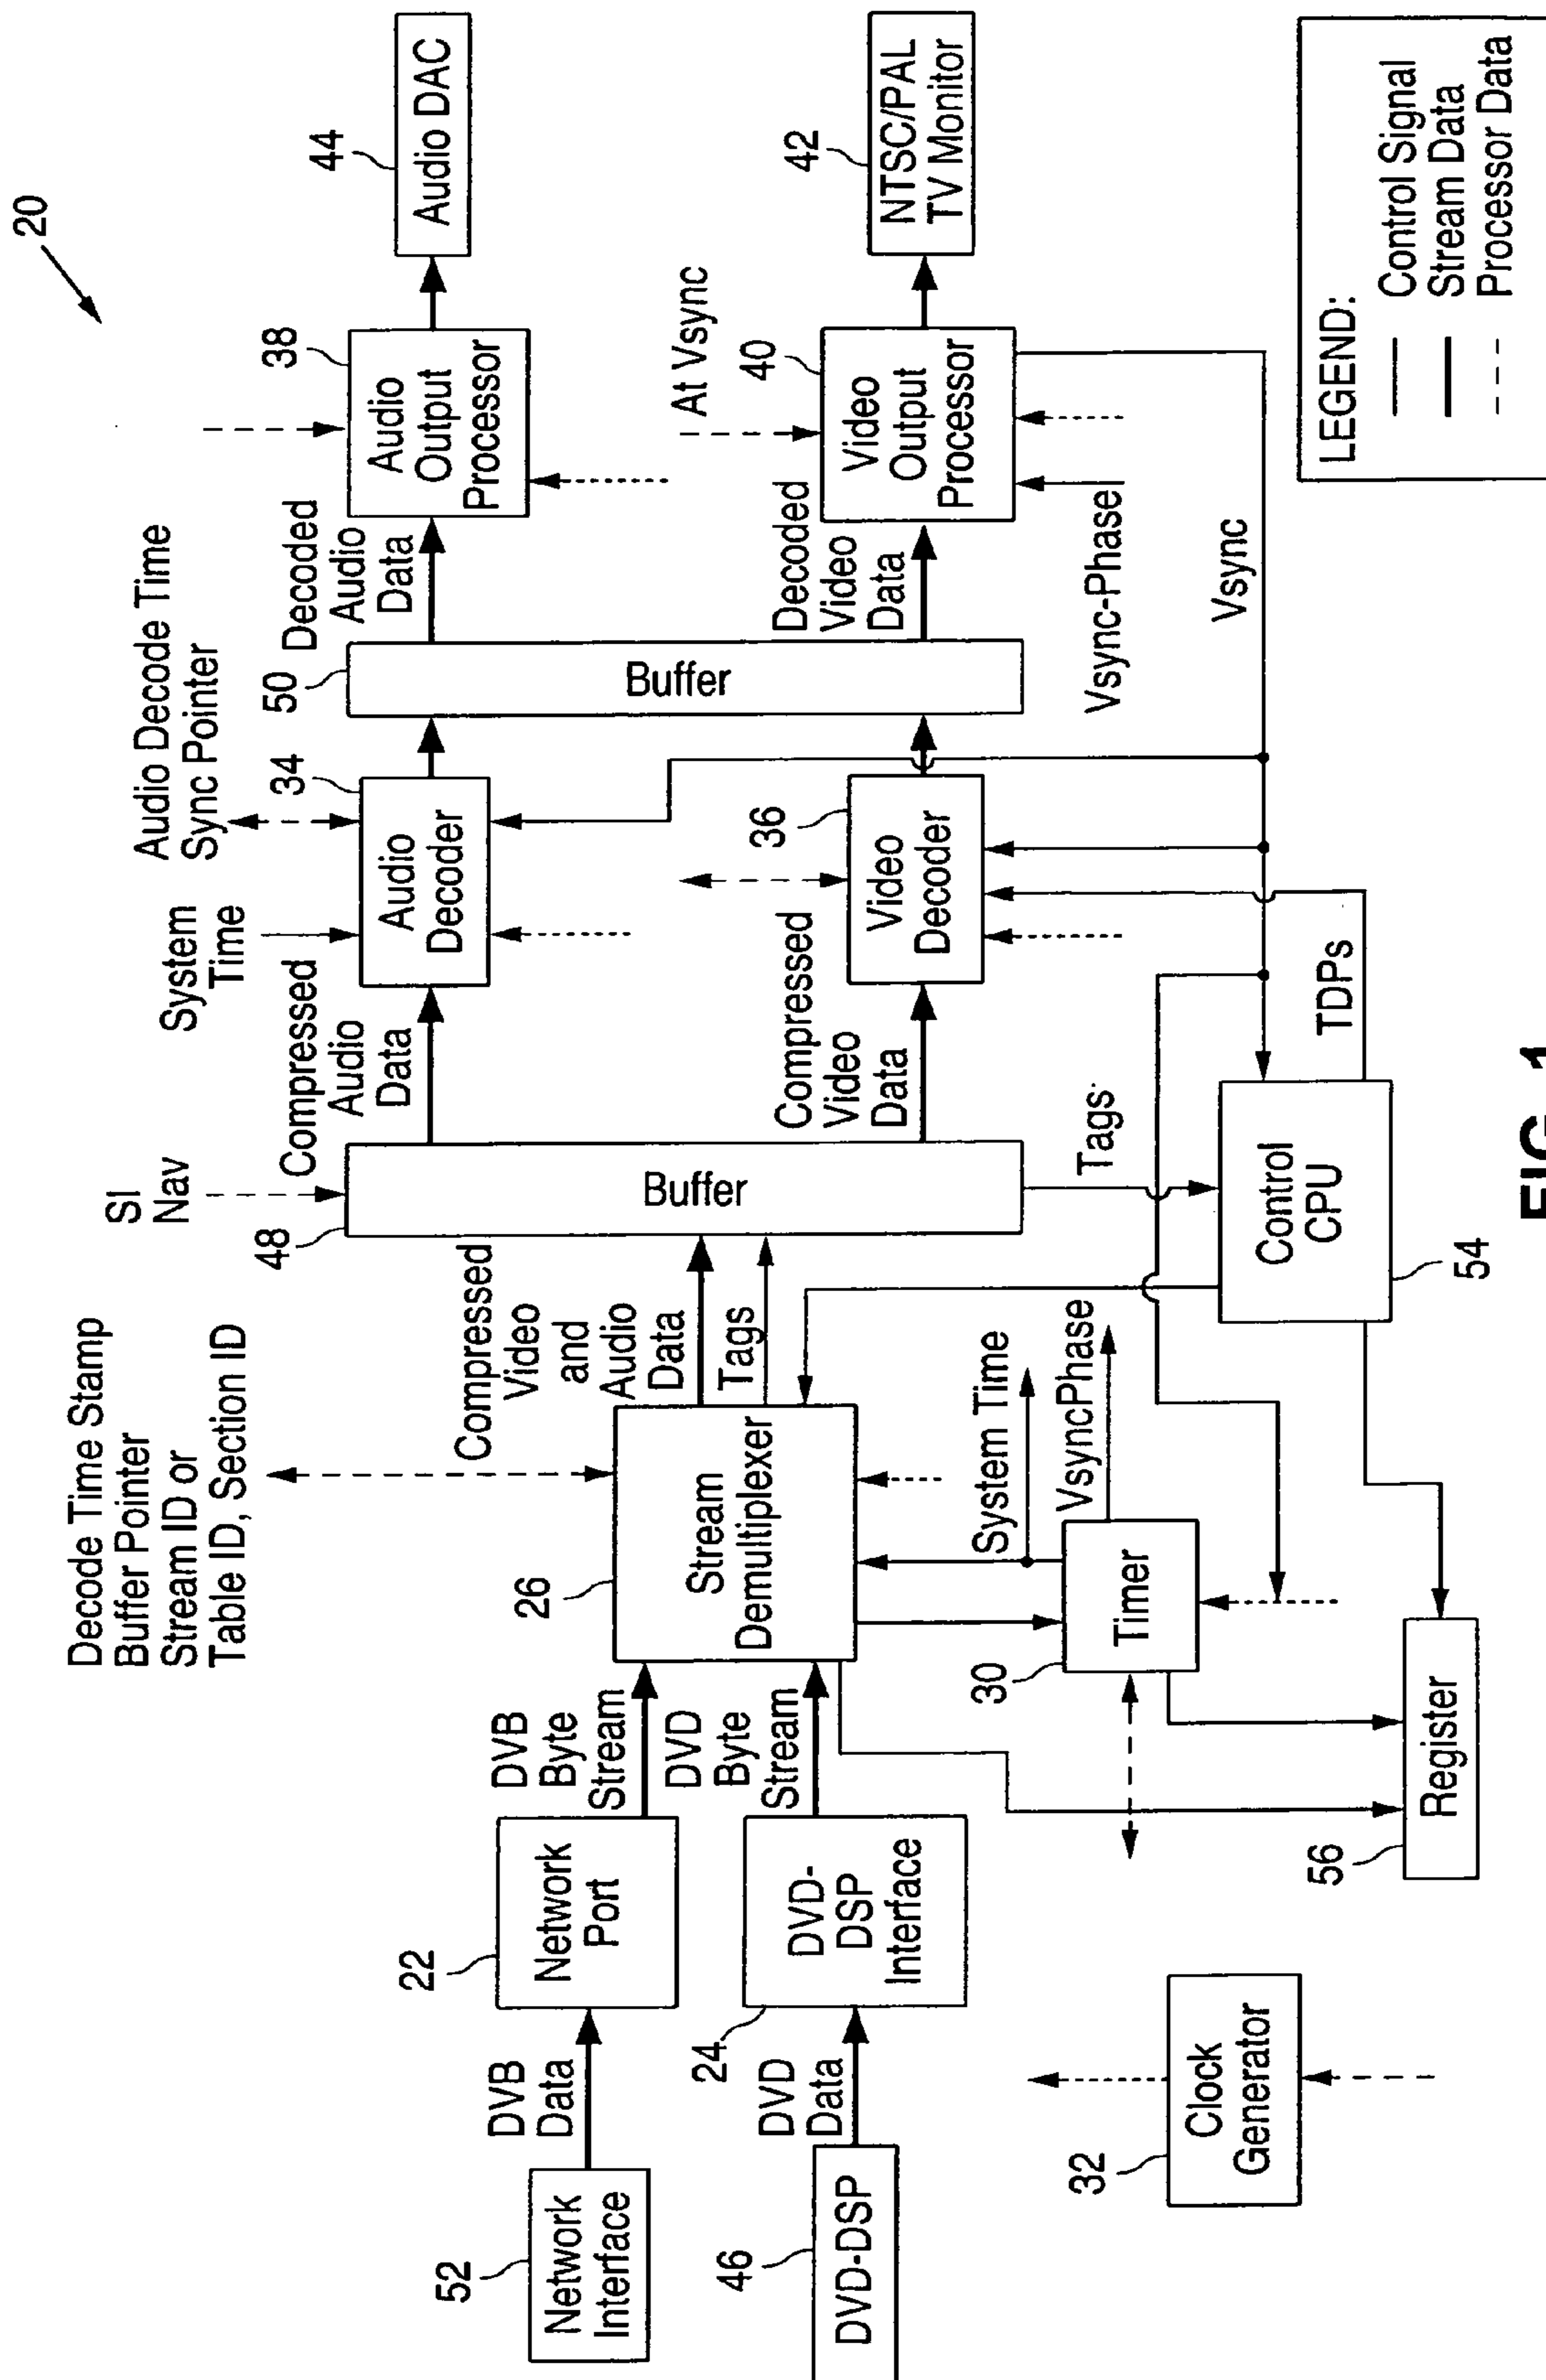 20
Decode Time Stamp
Buffer Pointer
Stream ID or
Table ID, Section ID
SI
Nav
System
Time
Audio Decode Time
Sync Pointer
52
Network
Interface
DVB
Data
22
Network
Port
DVB
Byte
Stream
46
DVD-DSP
DVD
Data
24
DVD-
DSP
Interface
DVD
Byte
Stream
26
Stream
Demultiplexer
Compressed
Video
and
Audio
Data
Tags
48
Buffer
Compressed
Audio
Data
34
Audio
Decoder
50
Buffer
Decoded
Audio
Data
38
Audio
Output
Processor
44
Audio DAC
Compressed
Video
Data
36
Video
Decoder
Decoded
Video
Data
At Vsync
40
Video
Output
Processor
42
NTSC/PAL
TV Monitor
Vsync-Phase
Vsync
Tags
TDPs
Control
CPU
54
System Time
VsyncPhase
30
Timer
56
Register
32
Clock
Generator
LEGEND:
Control Signal
Stream Data
Processor Data
FIG. 1